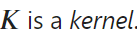 K is a kernel.